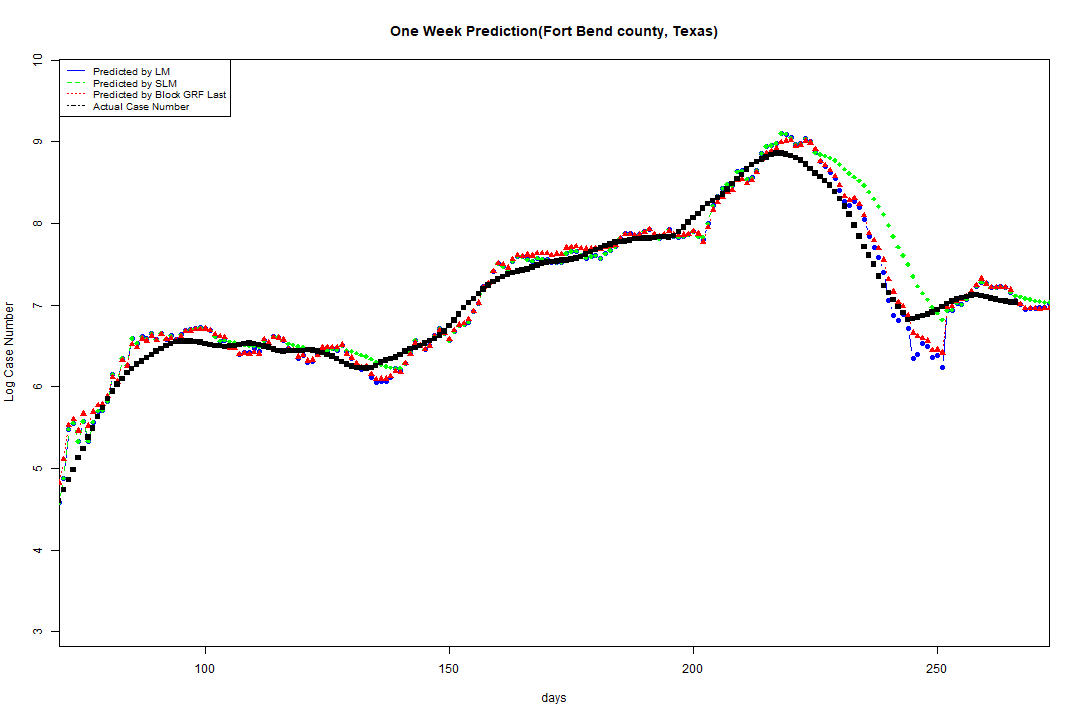 One Week Prediction(Fort Bend county, Texas)
Predicted by LM
Predicted by SLM
Predicted by Block GRF Last
Actual Case Number
10
9
8
7
6
5
4
3
Log Case Number
100 150 200 250
days